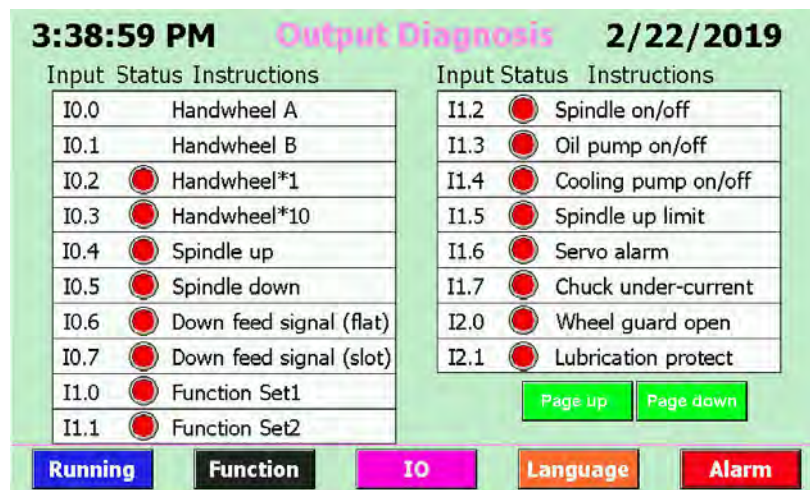 3:38:59 PM Output Diagnosis 2/22/2019
Input Status Instructions
I0.0 Handwheel A
I0.1 Handwheel B
I0.2 Handwheel*1
I0.3 Handwheel*10
I0.4 Spindle up
I0.5 Spindle down
I0.6 Down feed signal (flat)
I0.7 Down feed signal (slot)
I1.0 Function Set1
I1.1 Function Set2
Input Status Instructions
I1.2 Spindle on/off
I1.3 Oil pump on/off
I1.4 Cooling pump on/off
I1.5 Spindle up limit
I1.6 Servo alarm
I1.7 Chuck under-current
I2.0 Wheel guard open
I2.1 Lubrication protect
Page up Page down
Running Function IO Language Alarm